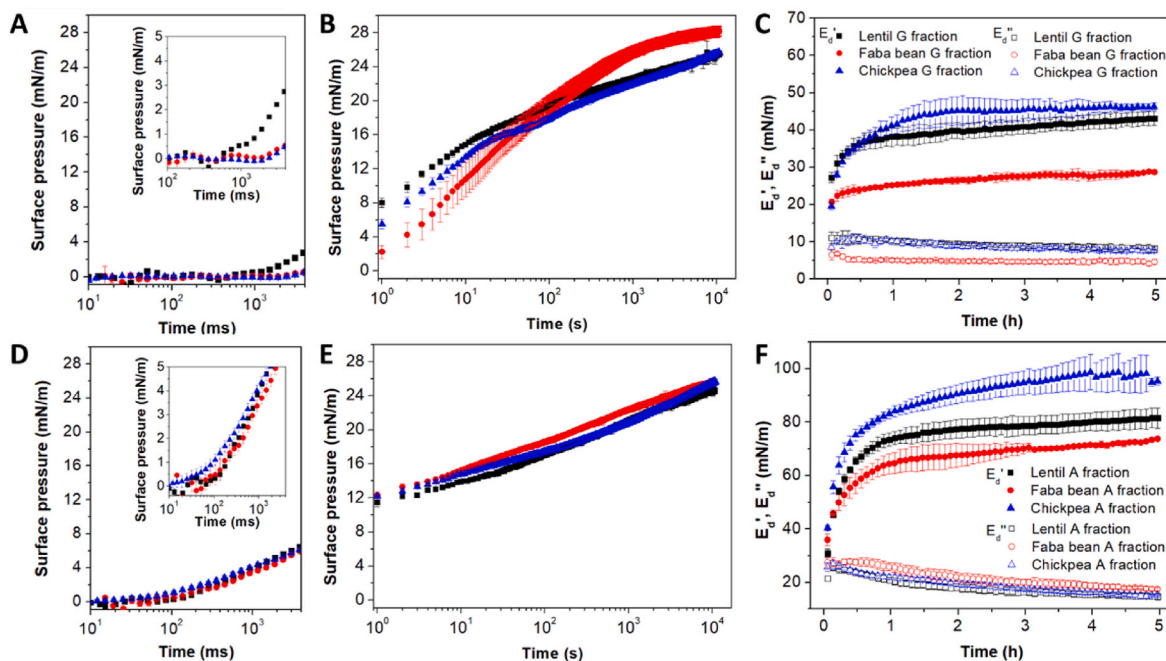 A
Surface pressure (mN/m)
28
24
20
16
12
8
4
0
10¹ 10² 10³
Time (ms)
Surface pressure (mN/m)
5
4
3
2
1
0
10² 10³
Time (ms)
B
Surface pressure (mN/m)
28
24
20
16
12
8
4
0
10⁰ 10¹ 10² 10³ 10⁴
Time (s)
C
E_d', E_d'' (mN/m)
70
60
50
40
30
20
10
0
0 1 2 3 4 5
Time (h)
E_d'
Lentil G fraction
Faba bean G fraction
Chickpea G fraction
E_d''
Lentil G fraction
Faba bean G fraction
Chickpea G fraction
D
Surface pressure (mN/m)
28
24
20
16
12
8
4
0
10¹ 10² 10³
Time (ms)
Surface pressure (mN/m)
5
4
3
2
1
0
10¹ 10² 10³
Time (ms)
E
Surface pressure (mN/m)
28
24
20
16
12
8
4
0
10⁰ 10¹ 10² 10³ 10⁴
Time (s)
F
E_d', E_d'' (mN/m)
100
80
60
40
20
0 1 2 3 4 5
Time (h)
E_d'
Lentil A fraction
Faba bean A fraction
Chickpea A fraction
E_d''
Lentil A fraction
Faba bean A fraction
Chickpea A fraction